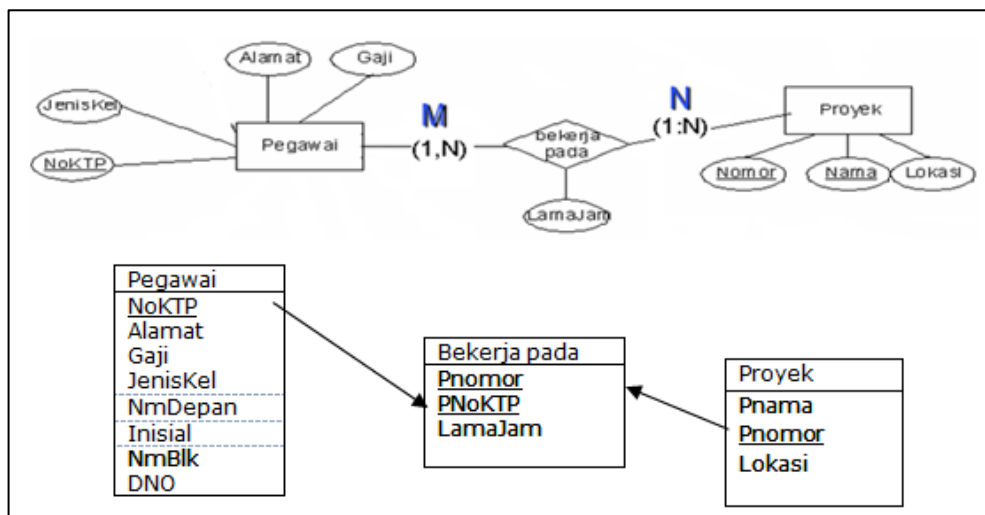 Alamat
Gaji
JenisKel
NoKTP
Pegawai
M
(1,N)
bekerja
pada
LamaJam
N
(1:N)
Proyek
Nomor
Nama
Lokasi
Pegawai
NoKTP
Alamat
Gaji
JenisKel
NmDepan
Inisial
NmBlk
DNO
Bekerja pada
Pnomor
PNoKTP
LamaJam
Proyek
Pnama
Pnomor
Lokasi